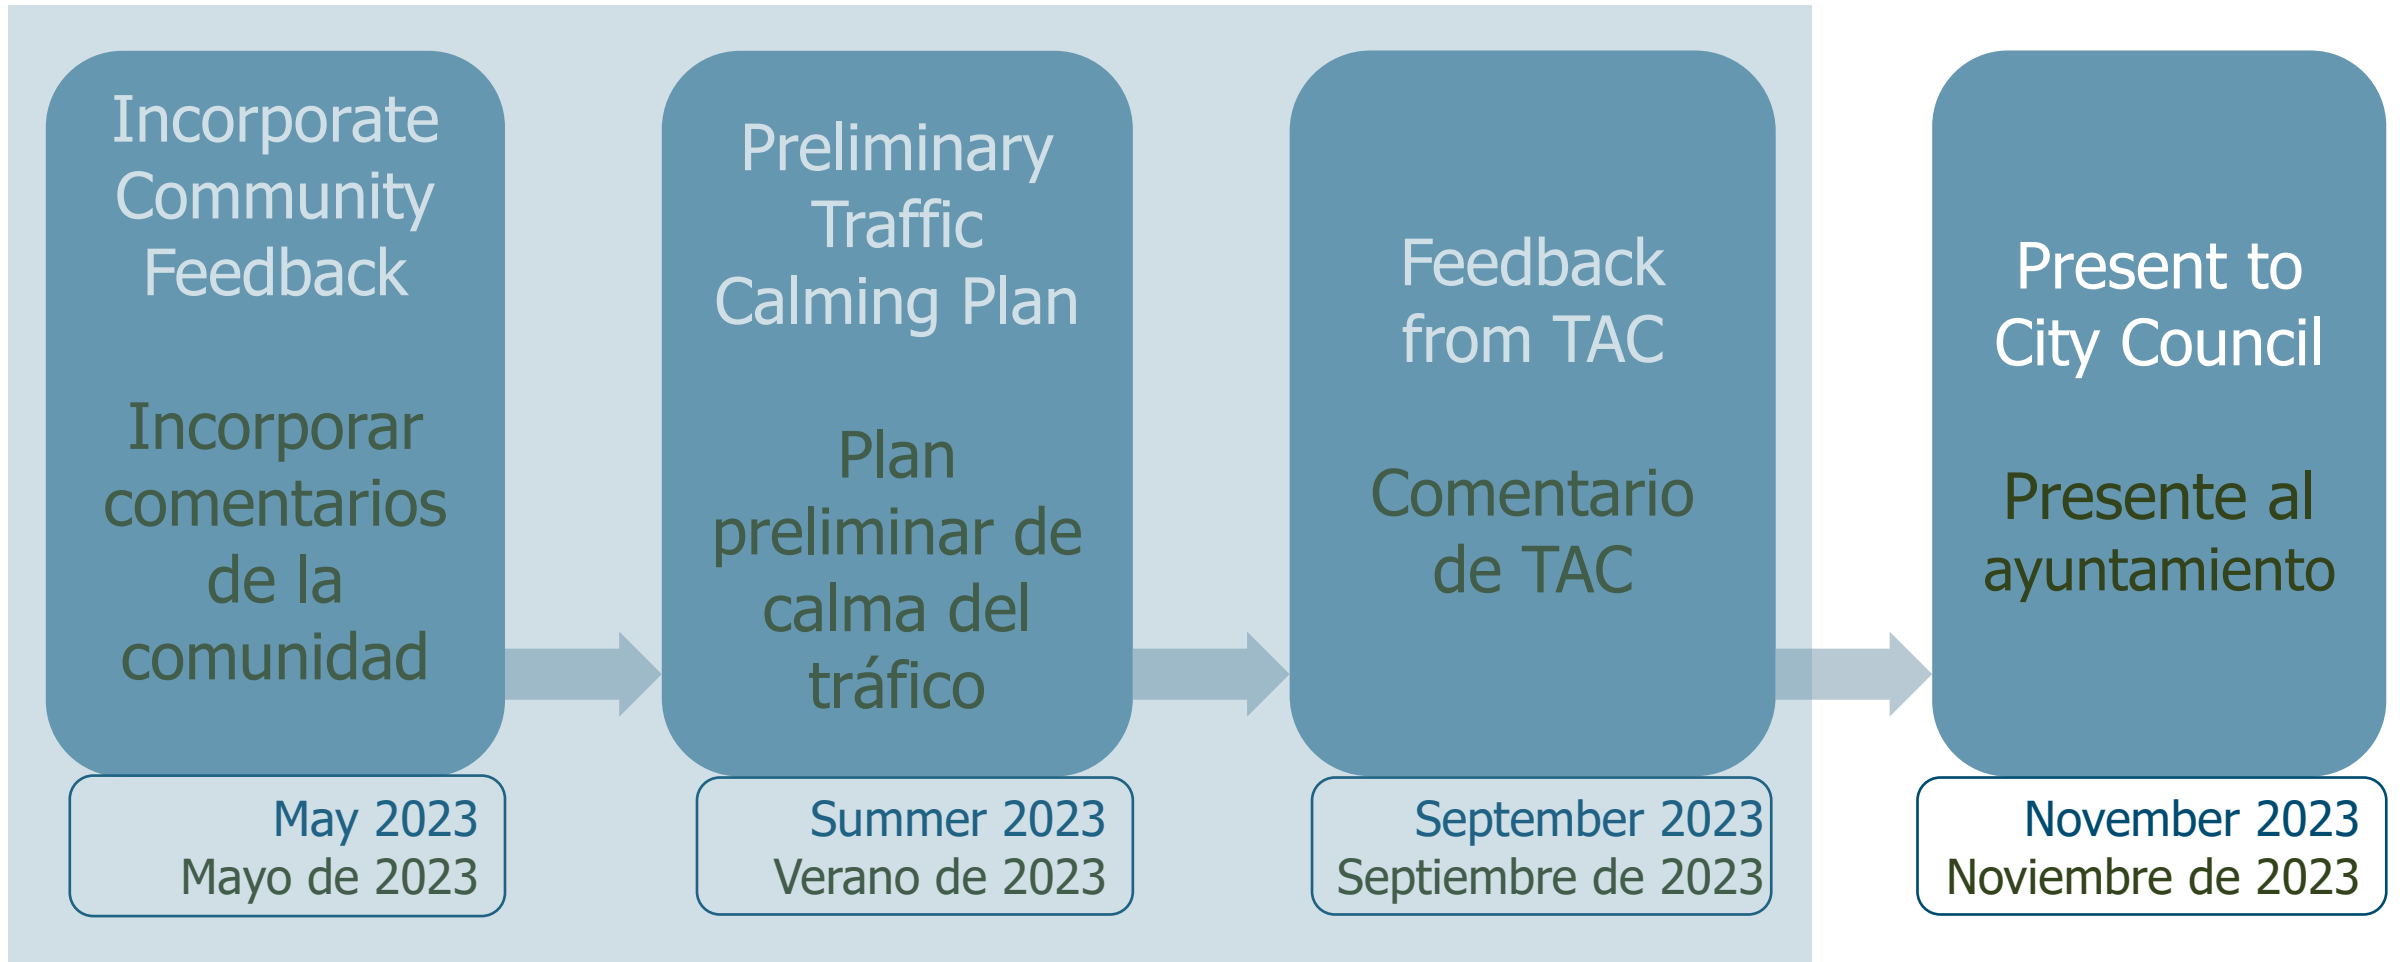 Incorporate
Community
Feedback
Incorporar
comentarios
de la
comunidad
May 2023
Mayo de 2023
Preliminary
Traffic
Calming Plan
Plan
preliminar de
calma del
tráfico
Summer 2023
Verano de 2023
Feedback
from TAC
Comentario
de TAC
September 2023
Septiembre de 2023
Present to
City Council
Presente al
ayuntamiento
November 2023
Noviembre de 2023